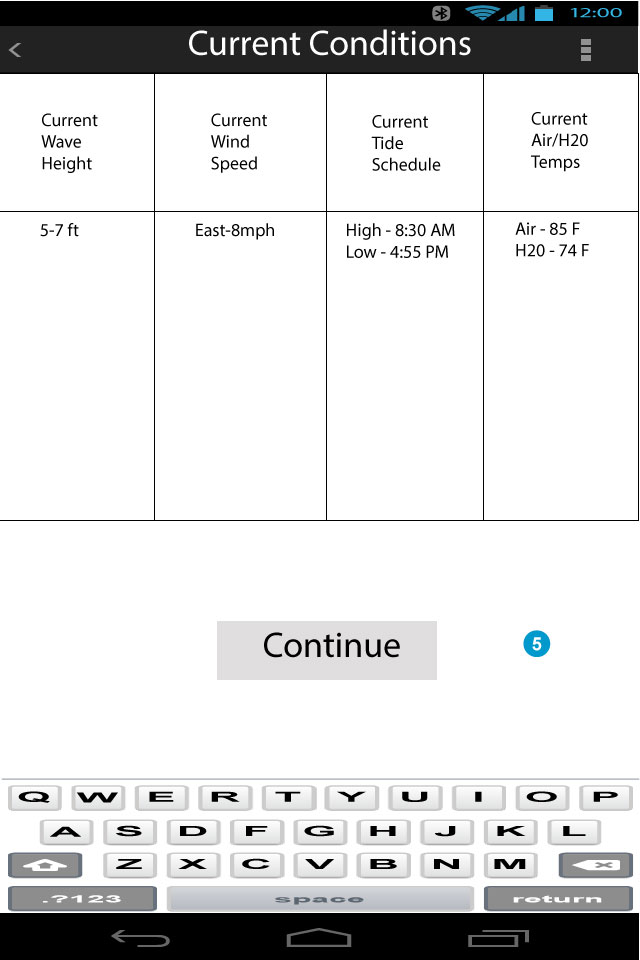 12:00
Current Conditions
Current
Wave
Height
Current
Wind
Speed
Current
Tide
Schedule
Current
Air/H20
Temps
5-7 ft
East-8mph
High - 8:30 AM
Low - 4:55 PM
Air - 85 F
H20 - 74 F
Continue
5
Q W E R T Y U I O P
A S D F G H J K L
Z X C V B N M
.?123 space return